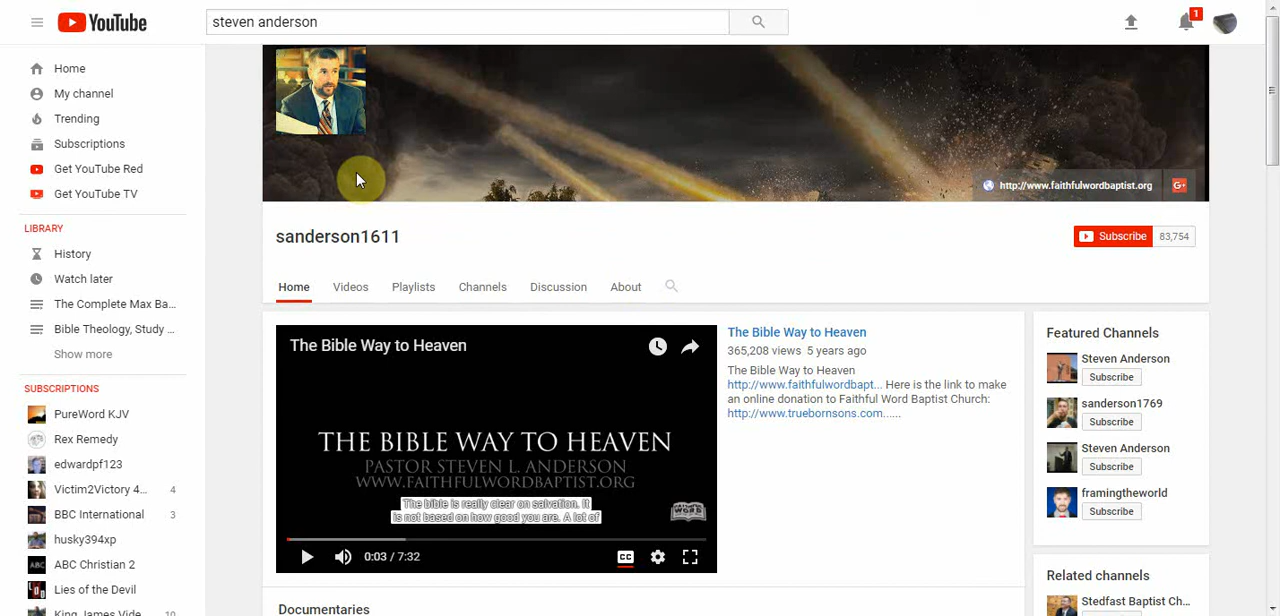 YouTube
steven anderson
1
Home
My channel
Trending
Subscriptions
Get YouTube Red
Get YouTube TV
LIBRARY
History
Watch later
The Complete Max Ba...
Bible Theology, Study ...
Show more
SUBSCRIPTIONS
PureWord KJV
Rex Remedy
edwardpf123
Victim2Victory 4... 4
BBC International 3
husky394xp
ABC Christian 2
Lies of the Devil
King James Vide... 10
http://www.faithfulwordbaptist.org
G+
sanderson1611
Subscribe 83,754
Home Videos Playlists Channels Discussion About
The Bible Way to Heaven
THE BIBLE WAY TO HEAVEN
PASTOR STEVEN L. ANDERSON
WWW.FAITHFULWORDBAPTIST.ORG
The bible is really clear on salvation. It
is not based on how good you are. A lot of
0:03 / 7:32
CC
The Bible Way to Heaven
365,208 views 5 years ago
The Bible Way to Heaven
http://www.faithfulwordbapt... Here is the link to make
an online donation to Faithful Word Baptist Church:
http://www.truebornsons.com......
Documentaries
Featured Channels
Steven Anderson
Subscribe
sanderson1769
Subscribe
Steven Anderson
Subscribe
framingtheworld
Subscribe
Related channels
Stedfast Baptist Ch...